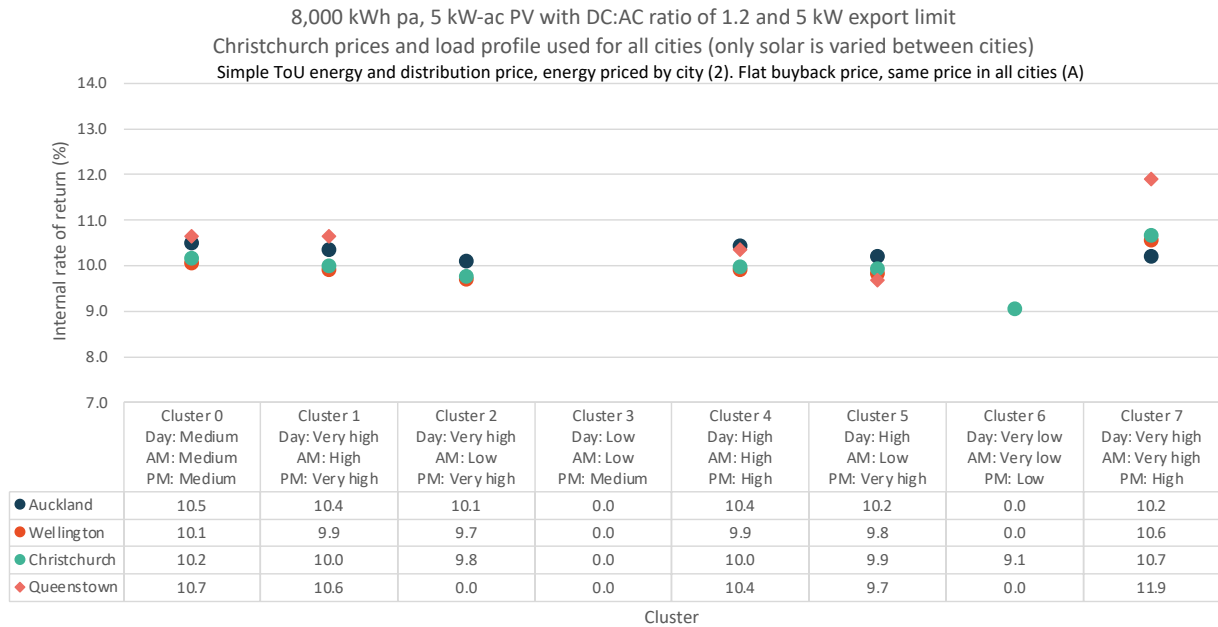 8,000 kWh pa, 5 kW-ac PV with DC:AC ratio of 1.2 and 5 kW export limit
Christchurch prices and load profile used for all cities (only solar is varied between cities)
Simple ToU energy and distribution price, energy priced by city (2). Flat buyback price, same price in all cities (A)
Internal rate of return (%)
14.0
13.0
12.0
11.0
10.0
9.0
8.0
7.0
Cluster 0 Cluster 1 Cluster 2 Cluster 3 Cluster 4 Cluster 5 Cluster 6 Cluster 7
Day: Medium Day: Very high Day: Very high Day: Low Day: High Day: High Day: Very low Day: Very high
AM: Medium AM: High AM: Low AM: Low AM: High AM: Low AM: Very low AM: Very high
PM: Medium PM: Very high PM: Very high PM: Medium PM: High PM: Very high PM: Low PM: High
Auckland 10.5 10.4 10.1 0.0 10.4 10.2 0.0 10.2
Wellington 10.1 9.9 9.7 0.0 9.9 9.8 0.0 10.6
Christchurch 10.2 10.0 9.8 0.0 10.0 9.9 9.1 10.7
Queenstown 10.7 10.6 0.0 0.0 10.4 9.7 0.0 11.9
Cluster